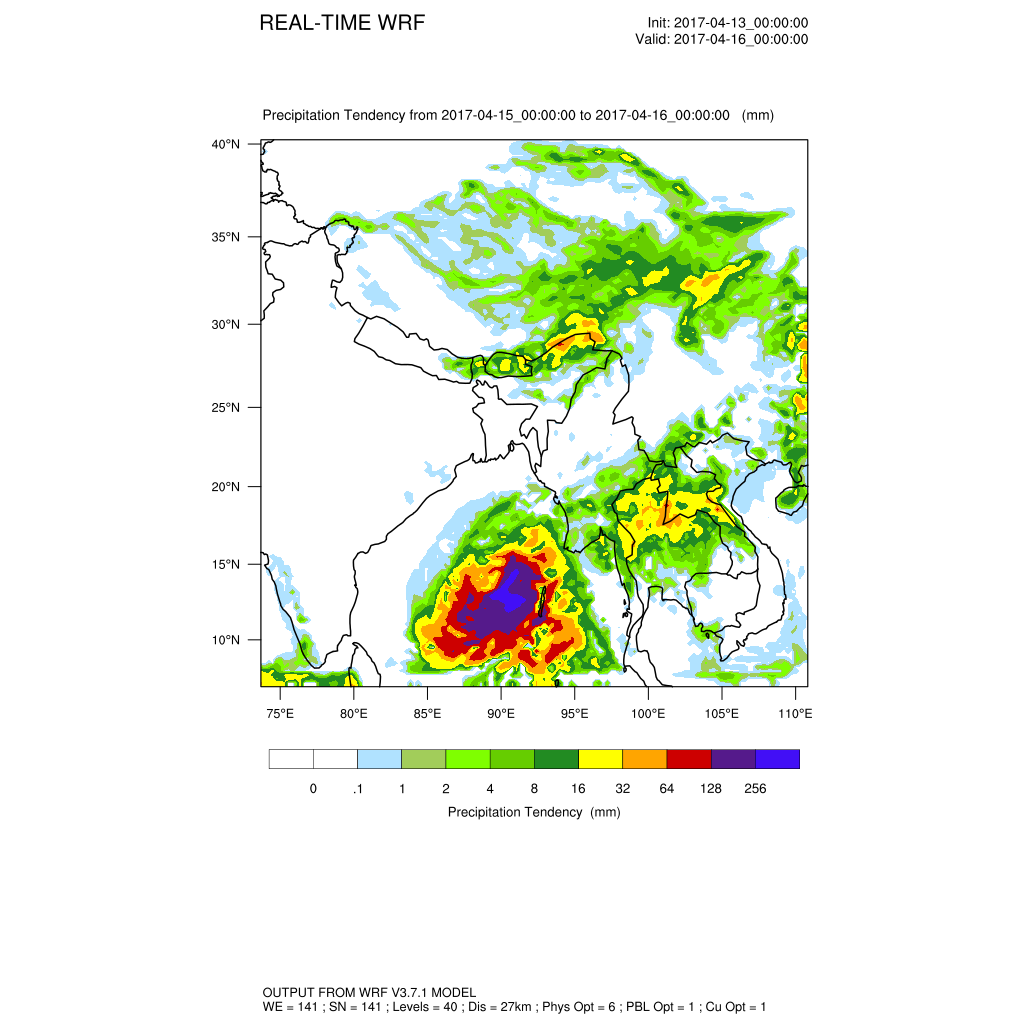 REAL-TIME WRF
Init: 2017-04-13_00:00:00
Valid: 2017-04-16_00:00:00
Precipitation Tendency from 2017-04-15_00:00:00 to 2017-04-16_00:00:00 (mm)
40°N
35°N
30°N
25°N
20°N
15°N
10°N
75°E 80°E 85°E 90°E 95°E 100°E 105°E 110°E
0 .1 1 2 4 8 16 32 64 128 256
Precipitation Tendency (mm)
OUTPUT FROM WRF V3.7.1 MODEL
WE = 141 ; SN = 141 ; Levels = 40 ; Dis = 27km ; Phys Opt = 6 ; PBL Opt = 1 ; Cu Opt = 1